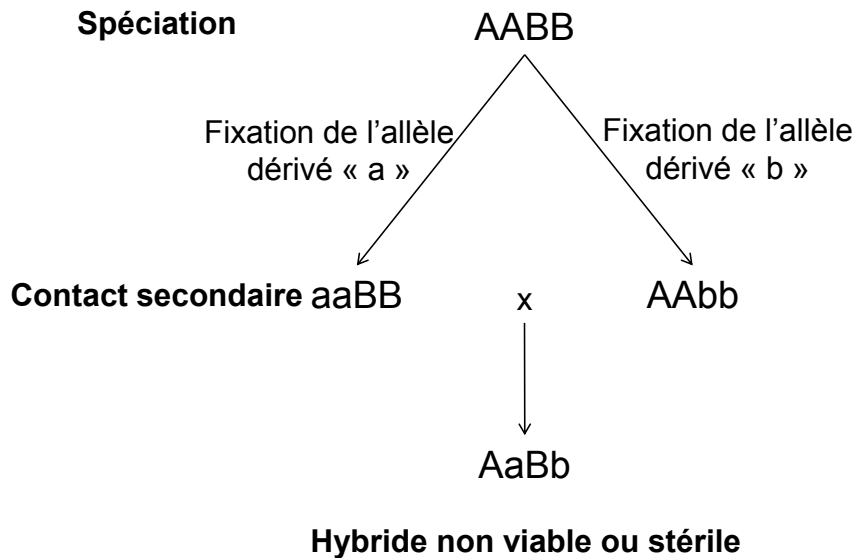 Spéciation
AABB
Fixation de l’allèle
dérivé « a »
Fixation de l’allèle
dérivé « b »
Contact secondaire aaBB x AAbb
AaBb
Hybride non viable ou stérile